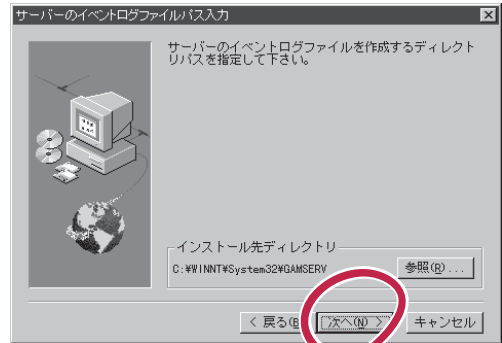 サーバーのイベントログファイルパス入力
サーバーのイベントログファイルを作成するディレクト
リパスを指定して下さい。
インストール先ディレクトリ
C:¥WINNT¥System32¥GAMSERV
参照(R)...
< 戻る(B)
次へ(N) >
キャンセル